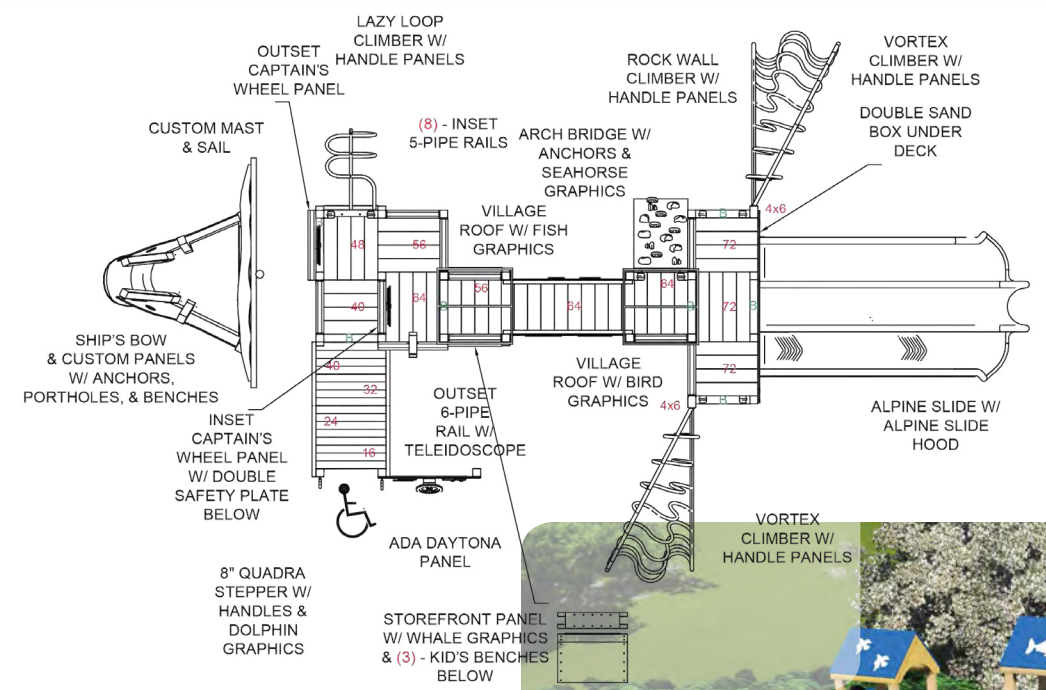 LAZY LOOP
CLIMBER W/
HANDLE PANELS
OUTSET
CAPTAIN'S
WHEEL PANEL
CUSTOM MAST
& SAIL
(8) - INSET
5-PIPE RAILS
ARCH BRIDGE W/
ANCHORS &
SEAHORSE
GRAPHICS
ROCK WALL
CLIMBER W/
HANDLE PANELS
VORTEX
CLIMBER W/
HANDLE PANELS
DOUBLE SAND
BOX UNDER
DECK
VILLAGE
ROOF W/ FISH
GRAPHICS
4x6
B
48
56
72
40
64
B
56
64
64
B
72
B
B
40
32
24
16
72
B
4x6
SHIP'S BOW
& CUSTOM PANELS
W/ ANCHORS,
PORTHOLES, & BENCHES
INSET
CAPTAIN'S
WHEEL PANEL
W/ DOUBLE
SAFETY PLATE
BELOW
OUTSET
6-PIPE
RAIL W/
TELEIDOSCOPE
VILLAGE
ROOF W/ BIRD
GRAPHICS
ALPINE SLIDE W/
ALPINE SLIDE
HOOD
ADA DAYTONA
PANEL
VORTEX
CLIMBER W/
HANDLE PANELS
8" QUADRA
STEPPER W/
HANDLES &
DOLPHIN
GRAPHICS
STOREFRONT PANEL
W/ WHALE GRAPHICS
& (3) - KID'S BENCHES
BELOW